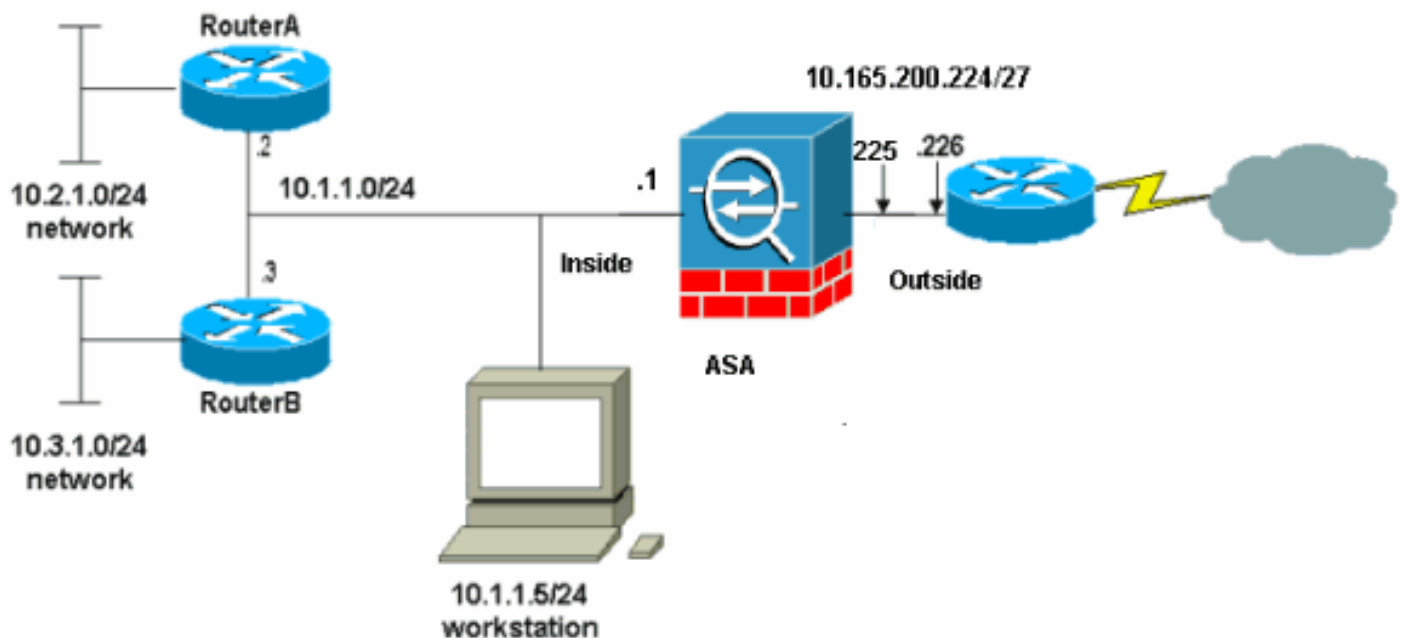 RouterA
10.165.200.224/27
.2
225
.226
10.2.1.0/24
network
10.1.1.0/24
.1
.3
Inside
Outside
ASA
RouterB
10.3.1.0/24
network
10.1.1.5/24
workstation